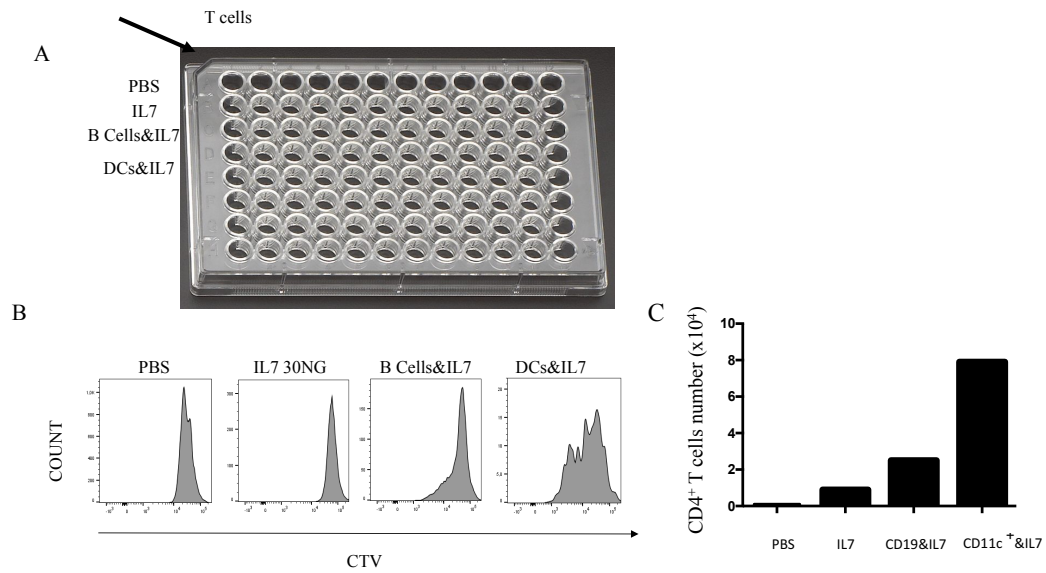 T cells
A
PBS
IL7
B Cells&IL7
DCs&IL7
B
PBS
IL7 30NG
B Cells&IL7
DCs&IL7
COUNT
CTV
C
CD4⁺ T cells number (x10⁴)
10
8
6
4
2
0
PBS
IL7
CD19&IL7
CD11c ⁺&IL7